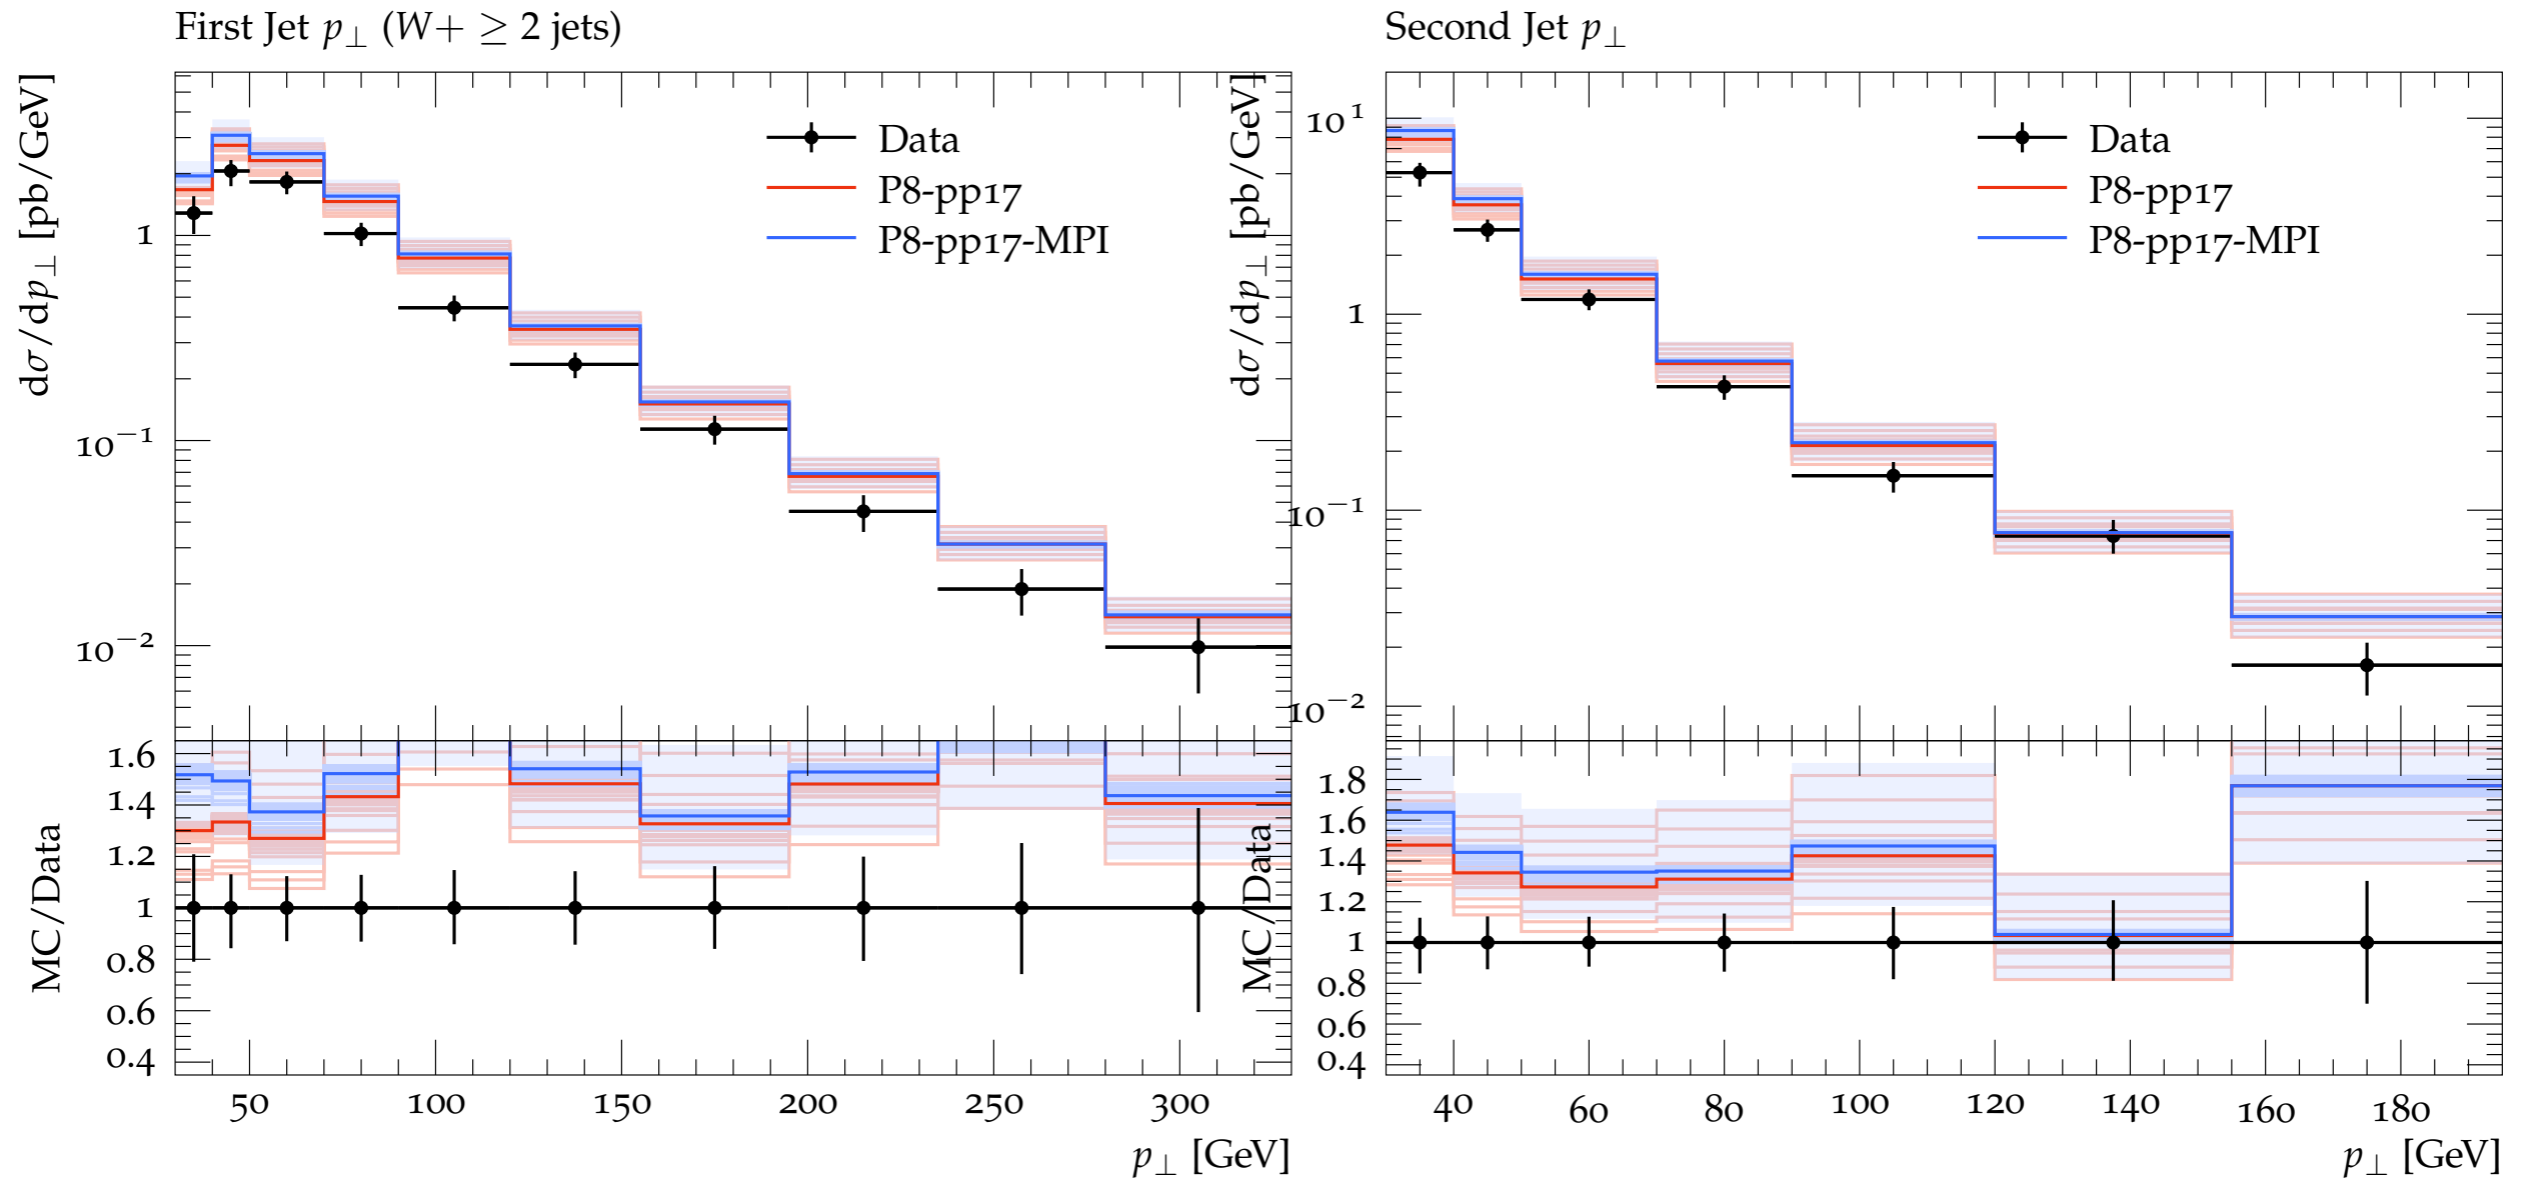 First Jet p⊥ (W+ ≥ 2 jets)
dσ/dp⊥ [pb/GeV]
Data
P8-pp17
P8-pp17-MPI
1
10−1
10−2
MC/Data
1.6
1.4
1.2
1
0.8
0.6
0.4
50 100 150 200 250 300
p⊥ [GeV]
Second Jet p⊥
dσ/dp⊥ [pb/GeV]
Data
P8-pp17
P8-pp17-MPI
10 1
1
10−1
10−2
MC/Data
1.8
1.6
1.4
1.2
1
0.8
0.6
0.4
40 60 80 100 120 140 160 180
p⊥ [GeV]